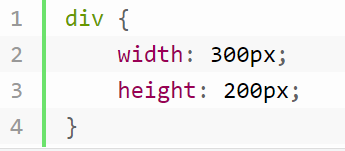 1 div {
2     width: 300px;
3     height: 200px;
4 }